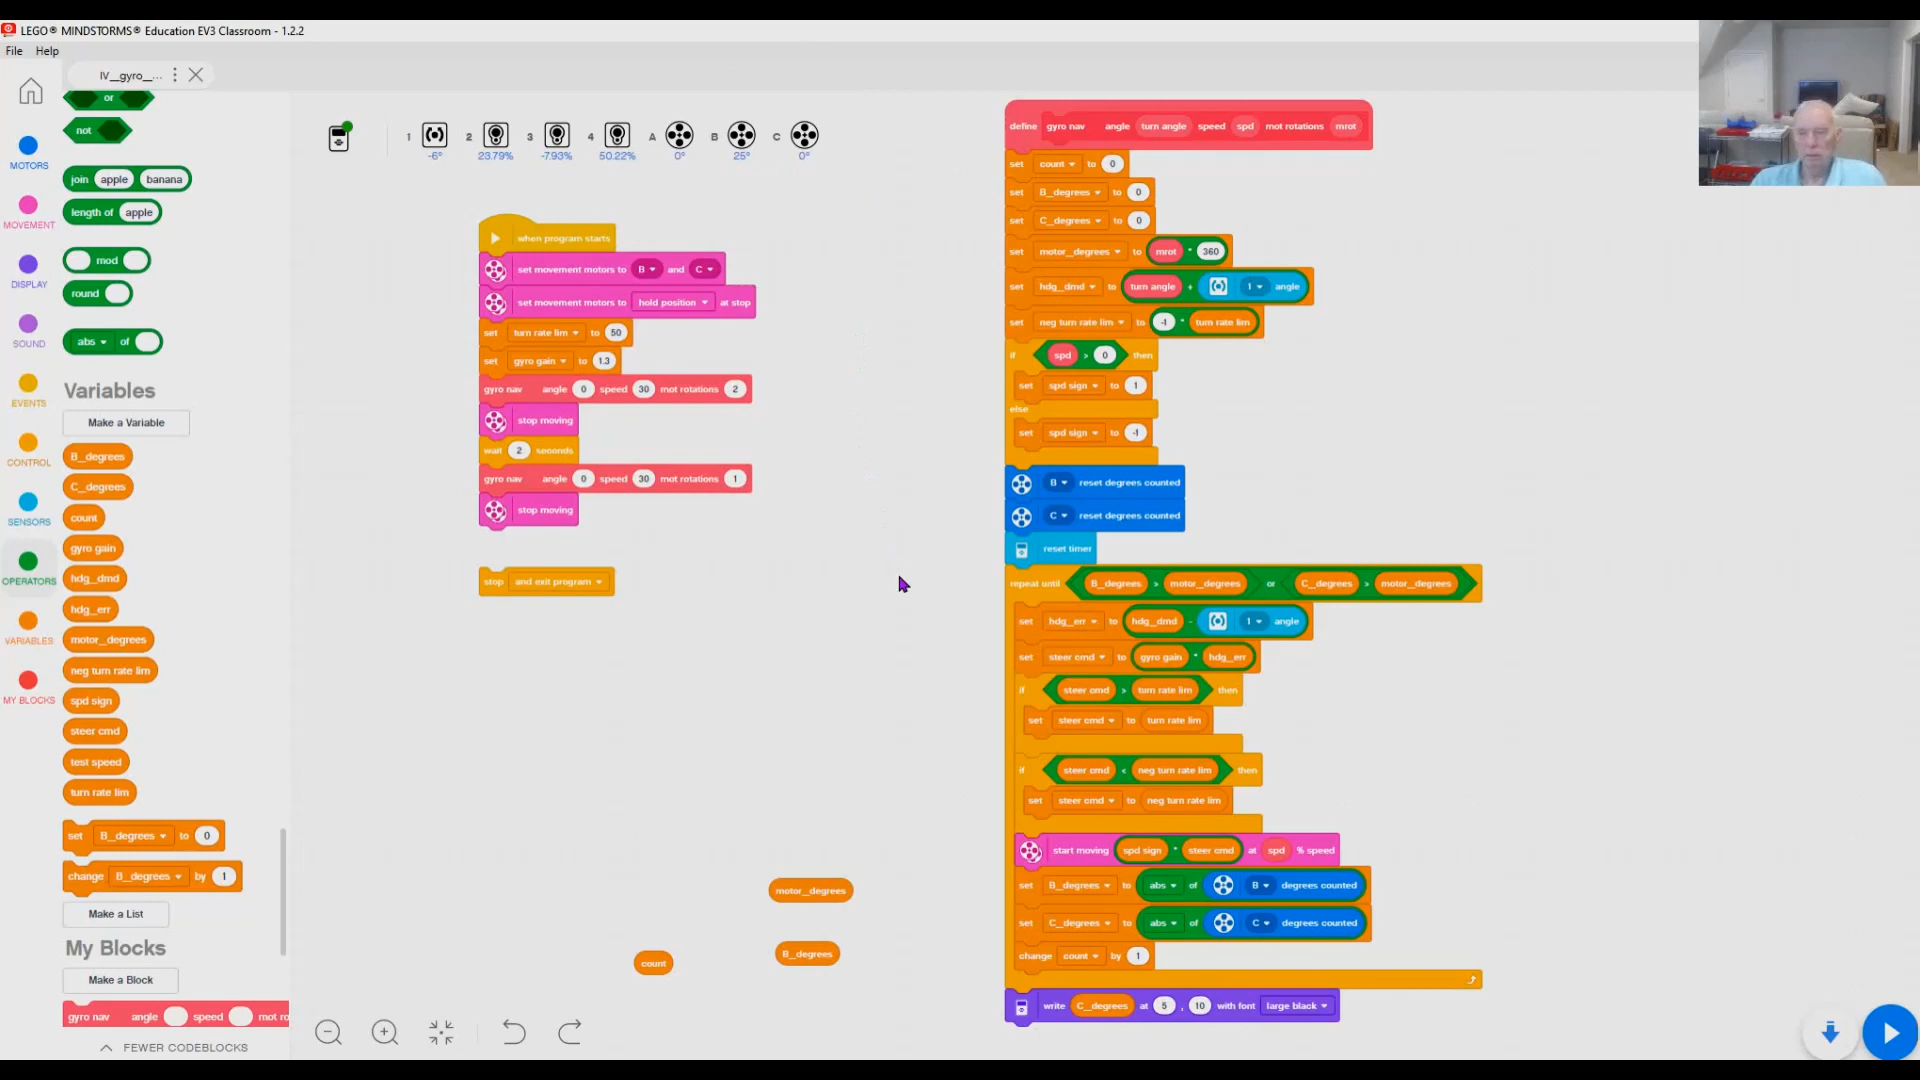 LEGO® MINDSTORMS® Education EV3 Classroom - 1.2.2
File Help
IV__gyro__...
or
not
join apple banana
length of apple
mod
round
abs of
Variables
Make a Variable
B_degrees
C_degrees
count
gyro gain
hdg_dmd
hdg_err
motor_degrees
neg turn rate lim
spd sign
steer cmd
test speed
turn rate lim
set B_degrees to 0
change B_degrees by 1
Make a List
My Blocks
Make a Block
gyro nav angle speed mot ro
FEWER CODEBLOCKS
MOTORS
MOVEMENT
DISPLAY
SOUND
EVENTS
CONTROL
SENSORS
OPERATORS
VARIABLES
MY BLOCKS
1 2 3 4 A B C
-6° 23.79% -7.93% 50.22% 0° 25° 0°
when program starts
set movement motors to B and C
set movement motors to hold position at stop
set turn rate lim to 50
set gyro gain to 1.3
gyro nav angle 0 speed 30 mot rotations 2
stop moving
wait 2 seconds
gyro nav angle 0 speed 30 mot rotations 1
stop moving
stop and exit program
motor_degrees
B_degrees
count
define gyro nav angle turn angle speed spd mot rotations mrot
set count to 0
set B_degrees to 0
set C_degrees to 0
set motor_degrees to mrot * 360
set hdg_dmd to turn angle + 1 angle
set neg turn rate lim to -1 * turn rate lim
if spd > 0 then
set spd sign to 1
else
set spd sign to -1
B reset degrees counted
C reset degrees counted
reset timer
repeat until B_degrees > motor_degrees or C_degrees > motor_degrees
set hdg_err to hdg_dmd - 1 angle
set steer cmd to gyro gain * hdg_err
if steer cmd > turn rate lim then
set steer cmd to turn rate lim
if steer cmd < neg turn rate lim then
set steer cmd to neg turn rate lim
start moving spd sign * steer cmd at spd % speed
set B_degrees to abs of B degrees counted
set C_degrees to abs of C degrees counted
change count by 1
write C_degrees at 5 , 10 with font large black